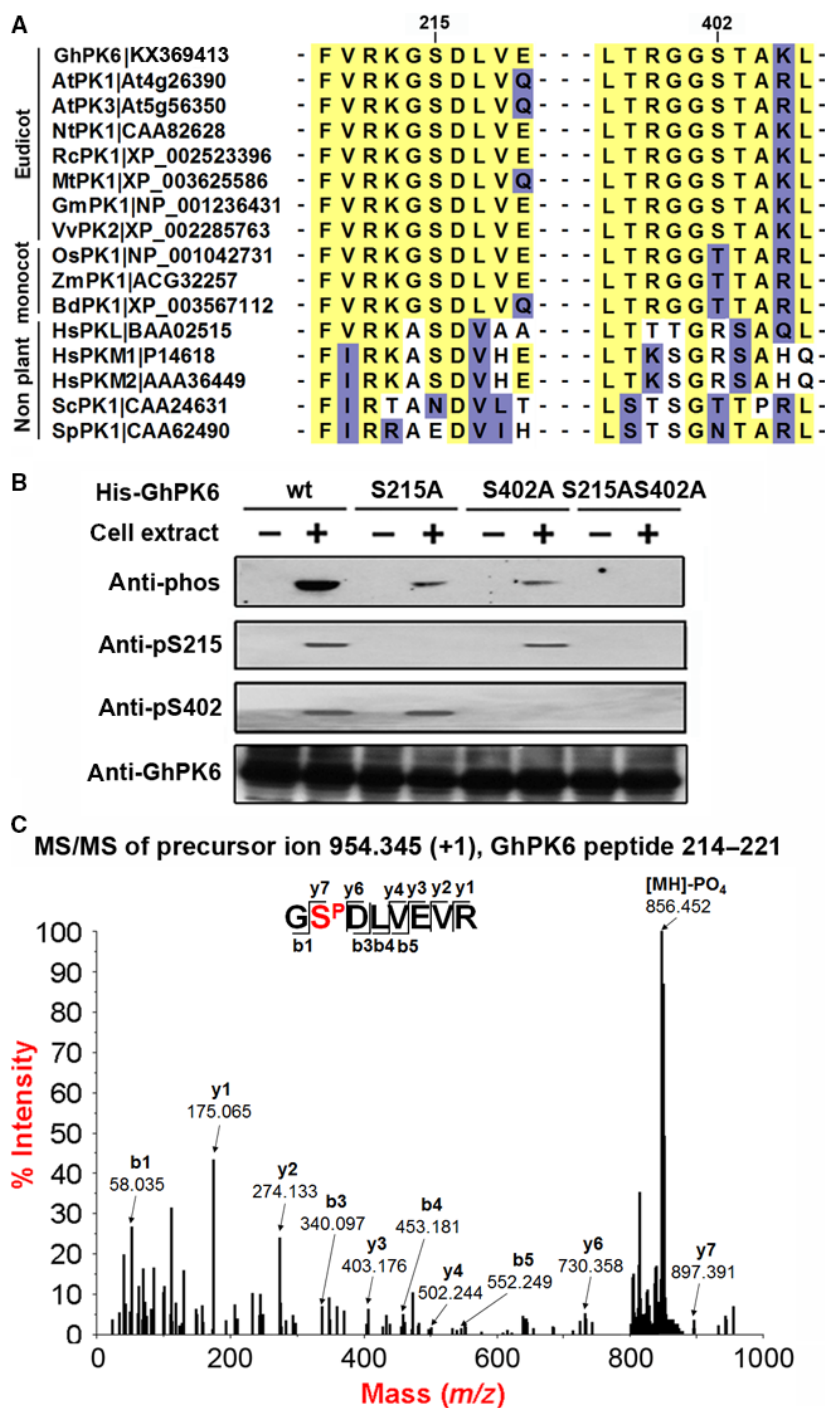 A
215 402
GhPK6|KX369413 - F V R K G S D L V E - - - L T R G G S T A K L -
AtPK1|At4g26390 - F V R K G S D L V Q - - - L T R G G S T A R L -
AtPK3|At5g56350 - F V R K G S D L V Q - - - L T R G G S T A R L -
NtPK1|CAA82628 - F V R K G S D L V E - - - L T R G G S T A K L -
RcPK1|XP_002523396 - F V R K G S D L V E - - - L T R G G S T A K L -
MtPK1|XP_003625586 - F V R K G S D L V Q - - - L T R G G S T A K L -
GmPK1|NP_001236431 - F V R K G S D L V E - - - L T R G G S T A K L -
VvPK2|XP_002285763 - F V R K G S D L V E - - - L T R G G S T A K L -
OsPK1|NP_001042731 - F V R K G S D L V E - - - L T R G G T T A R L -
ZmPK1|ACG32257 - F V R K G S D L V E - - - L T R G G T T A R L -
BdPK1|XP_003567112 - F V R K G S D L V Q - - - L T R G G T T A R L -
HsPKL|BAA02515 - F V R K A S D V A A - - - L T T T G R S A Q L -
HsPKM1|P14618 - F I R K A S D V H E - - - L T K S G R S A H Q -
HsPKM2|AAA36449 - F I R K A S D V H E - - - L T K S G R S A H Q -
ScPK1|CAA24631 - F I R T A N D V L T - - - L S T S G T T P R L -
SpPK1|CAA62490 - F I R R A E D V I H - - - L S T S G N T A R L -
Eudicot
monocot
Non plant
B
His-GhPK6 wt S215A S402A S215AS402A
Cell extract − + − + − + − +
Anti-phos
Anti-pS215
Anti-pS402
Anti-GhPK6
C
MS/MS of precursor ion 954.345 (+1), GhPK6 peptide 214–221
y7 y6 y4 y3 y2 y1
GSPDLVEVR
b1 b3 b4 b5
[MH]-PO4
856.452
y1
175.065
b1
58.035
y2
274.133
b3
340.097
y3
403.176
b4
453.181
y4
502.244
b5
552.249
y6
730.358
y7
897.391
% Intensity
100
90
80
70
60
50
40
30
20
10
0
0 200 400 600 800 1000
Mass (m/z)